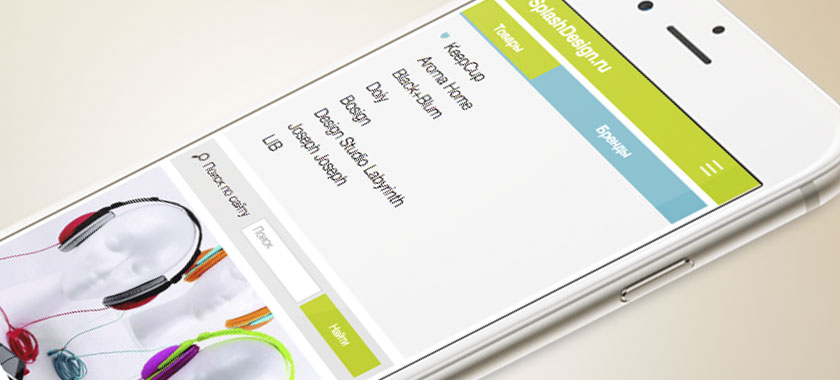 SplashDesign.ru
Товары
Бренды
KeepCup
Aroma Home
Black+Blum
Doiy
Bosign
Design Studio Labyrinth
Joseph Joseph
LIB
Поиск по сайту
Поиск
Найти